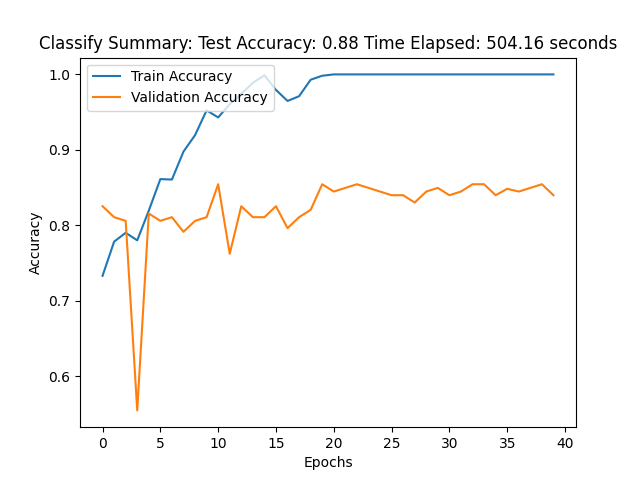 Classify Summary: Test Accuracy: 0.88 Time Elapsed: 504.16 seconds
Train Accuracy
Validation Accuracy
1.0
0.9
0.8
0.7
0.6
Accuracy
0 5 10 15 20 25 30 35 40
Epochs